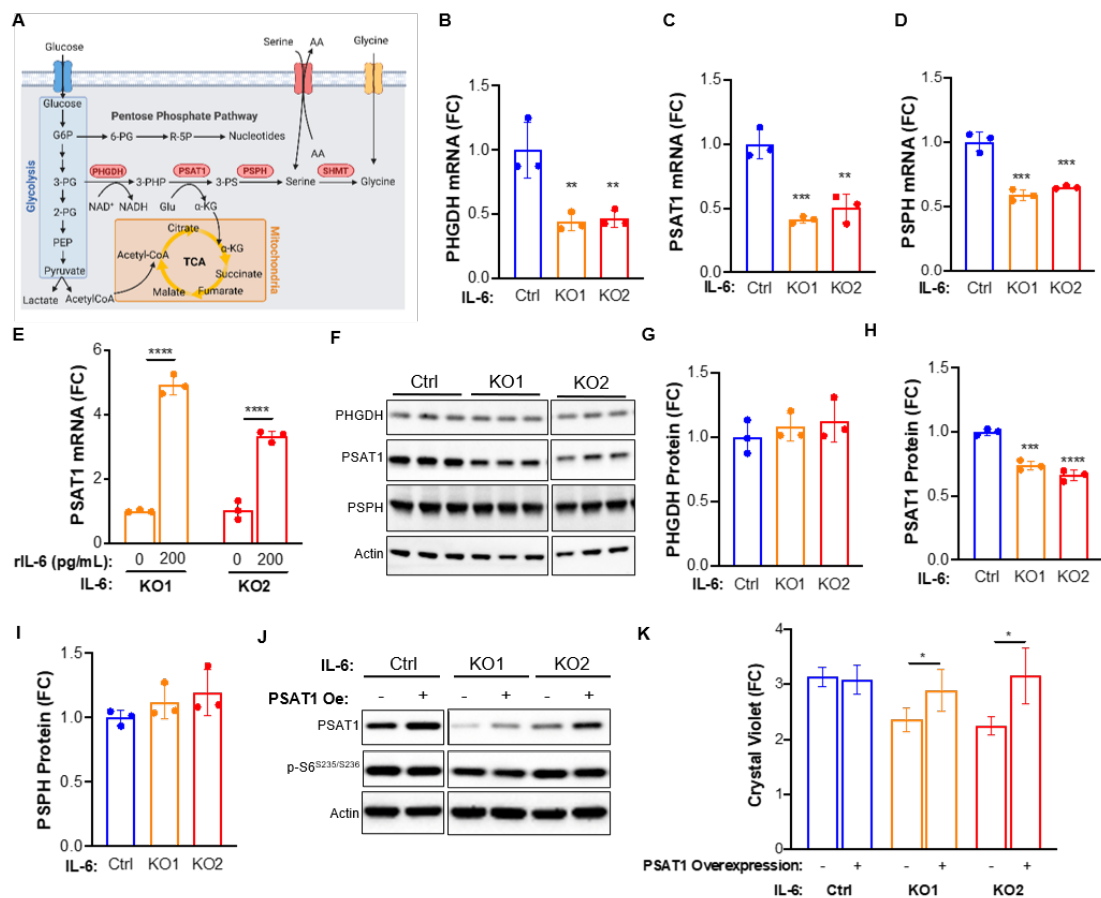 A
Glucose
Serine
AA
Glycine
Glucose
Pentose Phosphate Pathway
G6P
6-PG
R-5P
Nucleotides
AA
Glycolysis
PHGDH
PSAT1
PSPH
SHMT
3-PG
3-PHP
3-PS
Serine
Glycine
NAD⁺
NADH
Glu
α-KG
2-PG
PEP
Pyruvate
Lactate
AcetylCoA
Citrate
α-KG
Acetyl-CoA
TCA
Succinate
Malate
Fumarate
Mitochondria
B
PHGDH mRNA (FC)
1.5
1.0
0.5
0.0
**
**
IL-6:
Ctrl
KO1
KO2
C
PSAT1 mRNA (FC)
1.5
1.0
0.5
0.0
***
**
IL-6:
Ctrl
KO1
KO2
D
PSPH mRNA (FC)
1.5
1.0
0.5
0.0
***
***
IL-6:
Ctrl
KO1
KO2
E
PSAT1 mRNA (FC)
6
4
2
0
****
****
rIL-6 (pg/mL):
0
200
0
200
IL-6:
KO1
KO2
F
Ctrl
KO1
KO2
PHGDH
PSAT1
PSPH
Actin
G
PHGDH Protein (FC)
1.5
1.0
0.5
0.0
IL-6:
Ctrl
KO1
KO2
H
PSAT1 Protein (FC)
1.5
1.0
0.5
0.0
***
****
IL-6:
Ctrl
KO1
KO2
I
PSPH Protein (FC)
1.5
1.0
0.5
0.0
IL-6:
Ctrl
KO1
KO2
J
IL-6:
Ctrl
KO1
KO2
PSAT1 Oe:
-
+
-
+
-
+
PSAT1
p-S6S235/S236
Actin
K
Crystal Violet (FC)
4
3
2
0
*
*
PSAT1 Overexpression:
-
+
-
+
-
+
IL-6:
Ctrl
KO1
KO2